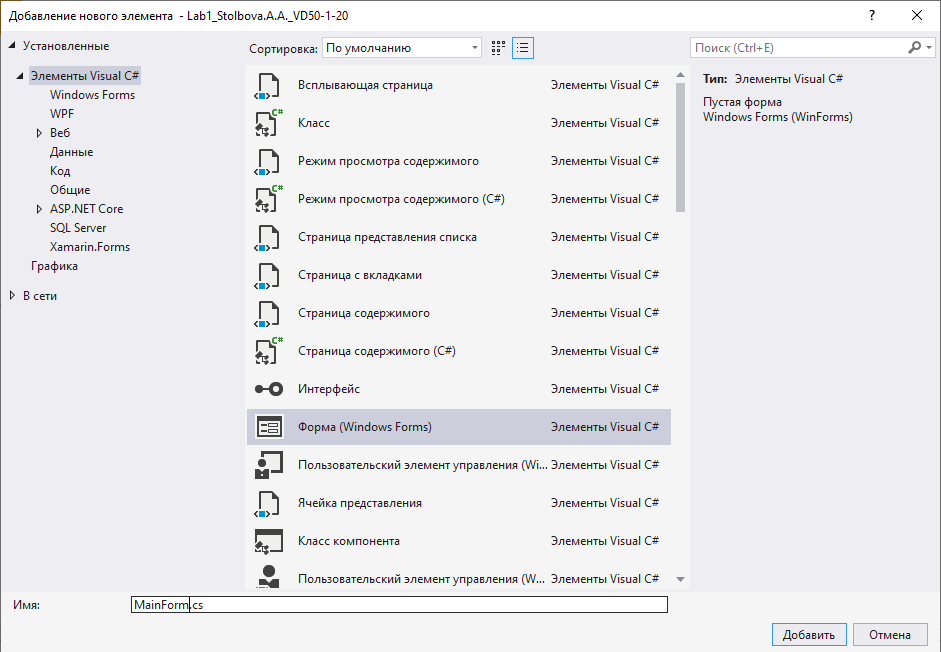 Добавление нового элемента - Lab1_Stolbova.A.A._VD50-1-20
?
Установленные
Сортировка: По умолчанию
Поиск (Ctrl+E)
Элементы Visual C#
Windows Forms
WPF
Веб
Данные
Код
Общие
ASP.NET Core
SQL Server
Xamarin.Forms
Графика
В сети
Всплывающая страница Элементы Visual C#
C# Класс Элементы Visual C#
Режим просмотра содержимого Элементы Visual C#
C# Режим просмотра содержимого (C#) Элементы Visual C#
Страница представления списка Элементы Visual C#
Страница с вкладками Элементы Visual C#
Страница содержимого Элементы Visual C#
C# Страница содержимого (C#) Элементы Visual C#
Интерфейс Элементы Visual C#
Форма (Windows Forms) Элементы Visual C#
Пользовательский элемент управления (Wi... Элементы Visual C#
Ячейка представления Элементы Visual C#
Класс компонента Элементы Visual C#
Пользовательский элемент управления (W... Элементы Visual C#
Тип: Элементы Visual C#
Пустая форма
Windows Forms (WinForms)
Имя: MainForm.cs
Добавить
Отмена